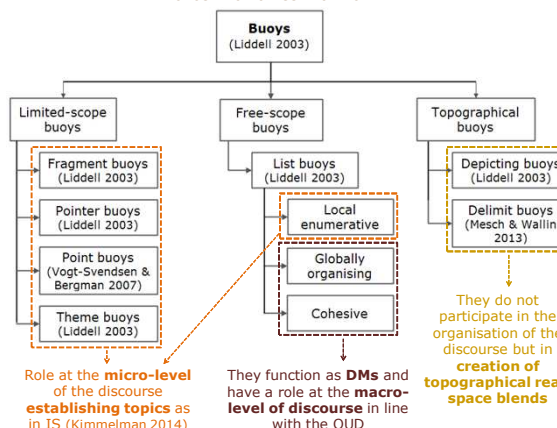 Buoys
(Liddell 2003)
Limited-scope
buoys
Free-scope
buoys
Topographical
buoys
Fragment buoys
(Liddell 2003)
Pointer buoys
(Liddell 2003)
Point buoys
(Vogt-Svendsen &
Bergman 2007)
Theme buoys
(Liddell 2003)
List buoys
(Liddell 2003)
Local
enumerative
Globally
organising
Cohesive
Depicting buoys
(Liddell 2003)
Delimit buoys
(Mesch & Wallin
2013)
Role at the micro-level
of the discourse
establishing topics as
in IS (Kimmelman 2014)
They function as DMs and
have a role at the macro-
level of discourse in line
with the QUD
They do not
participate in the
organisation of the
discourse but in
creation of
topographical real
space blends